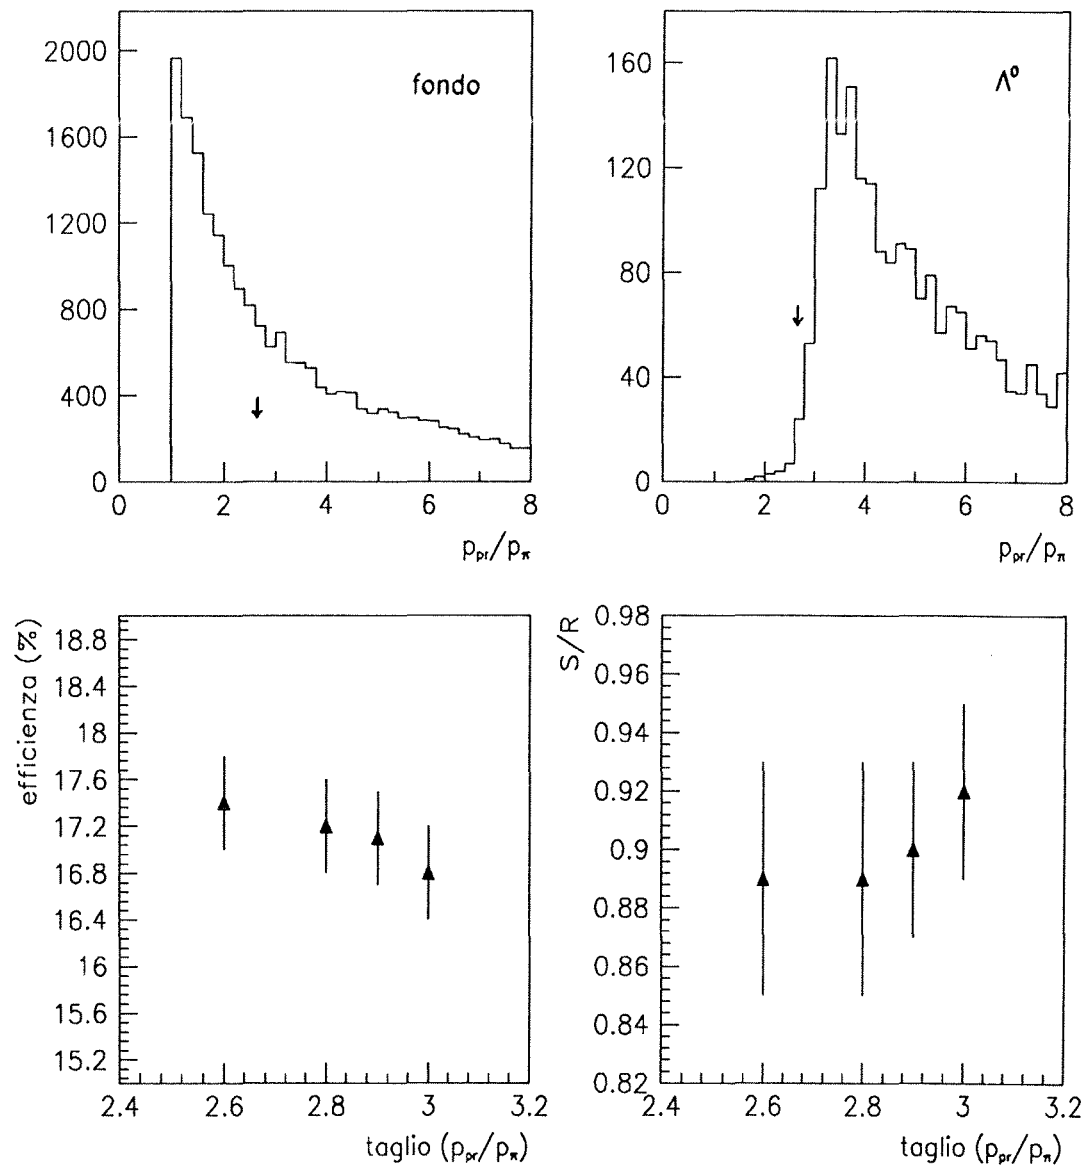 2000
1600
1200
800
400
0
0 2 4 6 8
fondo
p_pr/p_π
160
120
80
40
0
0 2 4 6 8
Λ⁰
p_pr/p_π
efficienza (%)
18.8
18.4
18
17.6
17.2
16.8
16.4
16
15.6
15.2
2.4 2.6 2.8 3 3.2
taglio (p_pr/p_π)
S/R
0.98
0.96
0.94
0.92
0.9
0.88
0.86
0.84
0.82
2.4 2.6 2.8 3 3.2
taglio (p_pr/p_π)